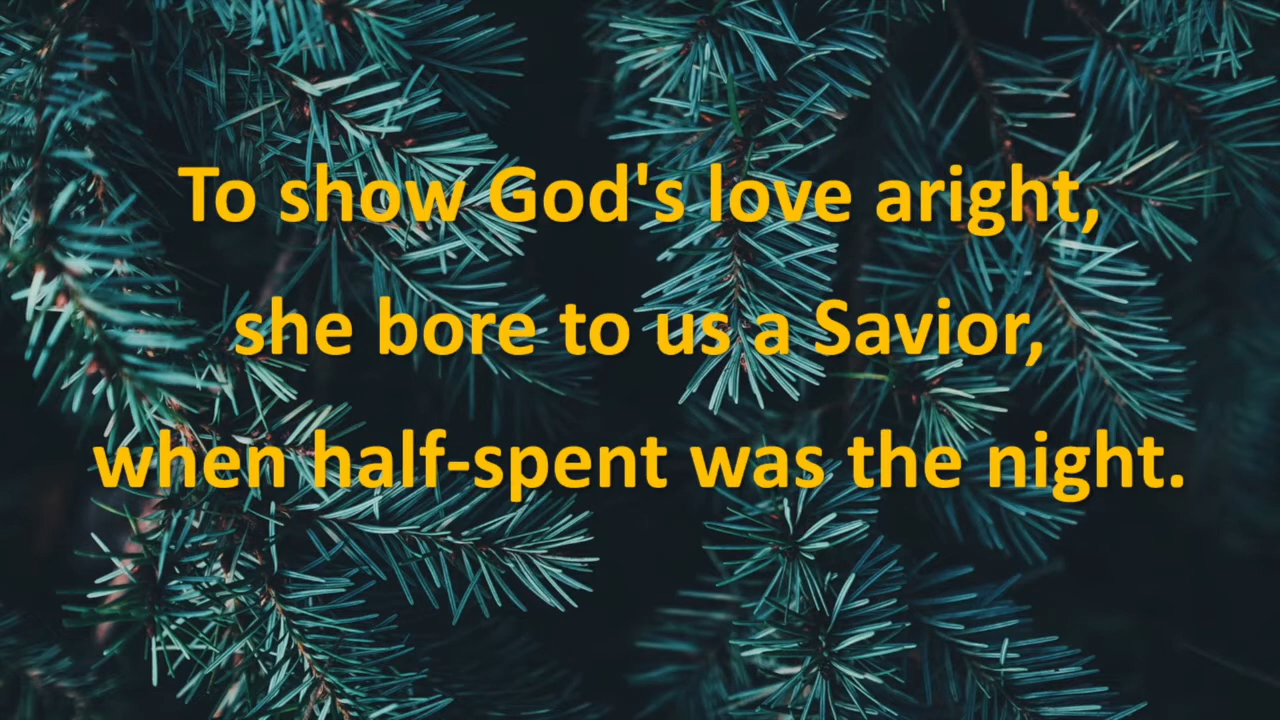 To show God's love aright,
she bore to us a Savior,
when half-spent was the night.